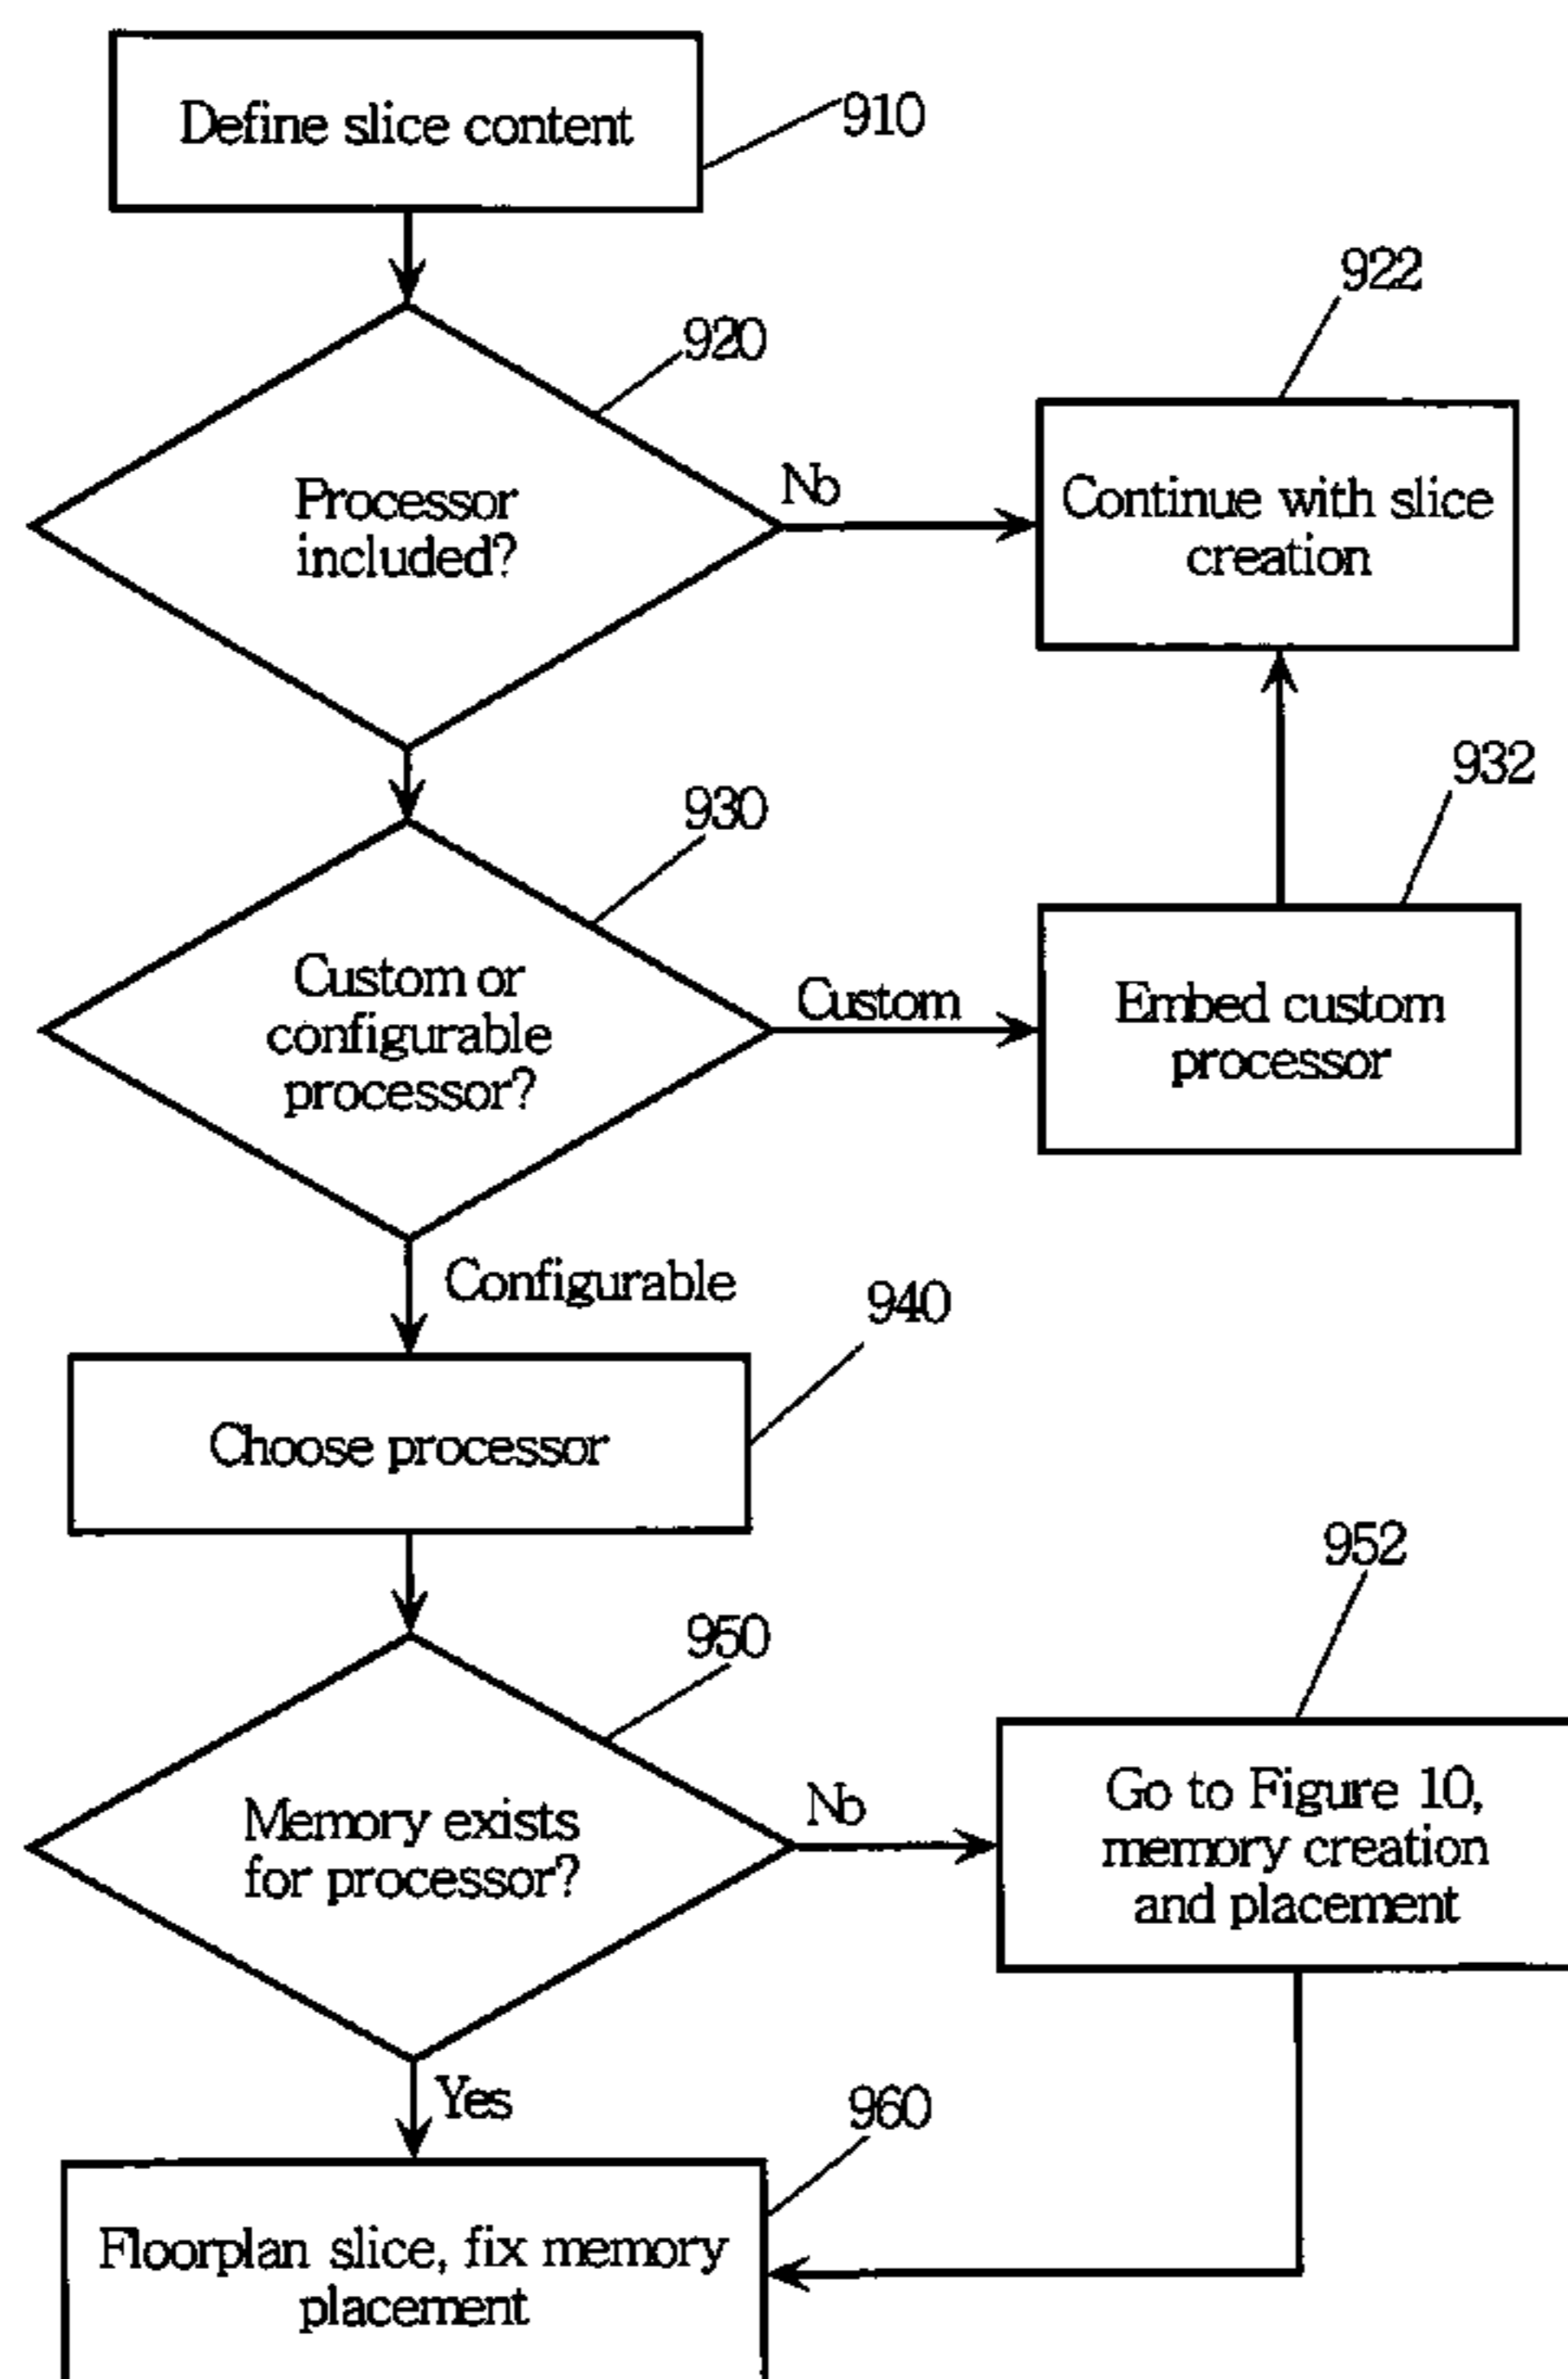 Define slice content
910
920
922
Processor
included?
No
Continue with slice
creation
930
932
Custom or
configurable
processor?
Custom
Embed custom
processor
Configurable
940
Choose processor
950
952
Memory exists
for processor?
No
Go to Figure 10,
memory creation
and placement
Yes
960
Floorplan slice, fix memory
placement